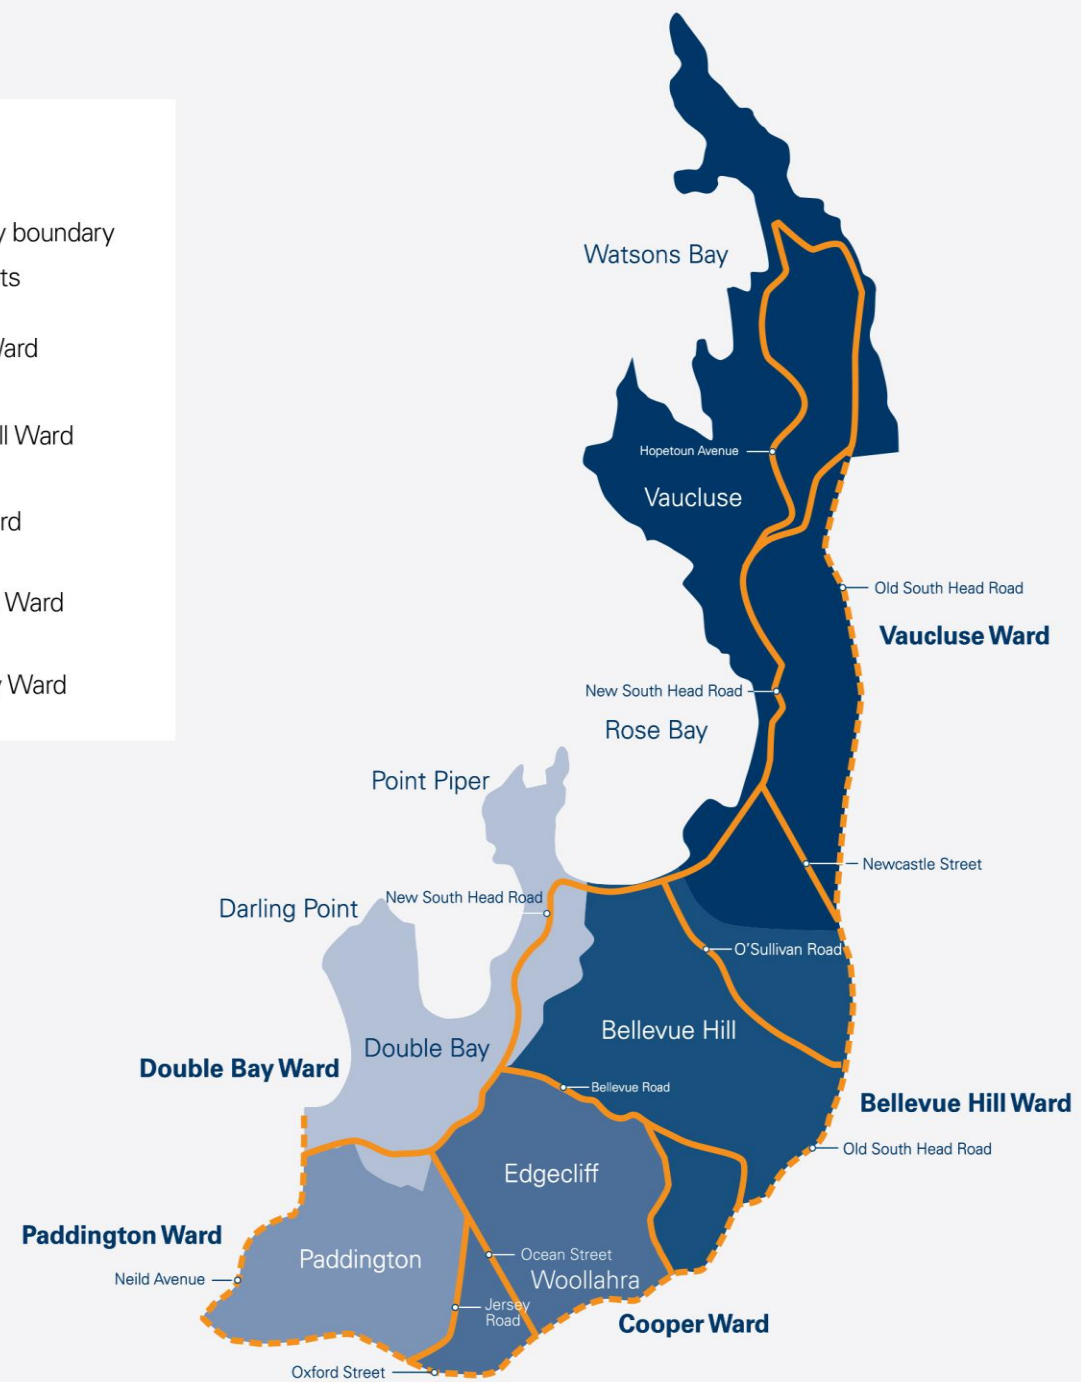 y boundary
ts
Ward
ll Ward
rd
Ward
y Ward
Watsons Bay
Hopetoun Avenue
Vaucluse
Old South Head Road
Vaucluse Ward
New South Head Road
Rose Bay
Point Piper
Newcastle Street
New South Head Road
Darling Point
O'Sullivan Road
Bellevue Hill
Double Bay
Double Bay Ward
Bellevue Road
Bellevue Hill Ward
Old South Head Road
Edgecliff
Paddington Ward
Paddington
Ocean Street
Neild Avenue
Woollahra
Jersey
Road
Cooper Ward
Oxford Street